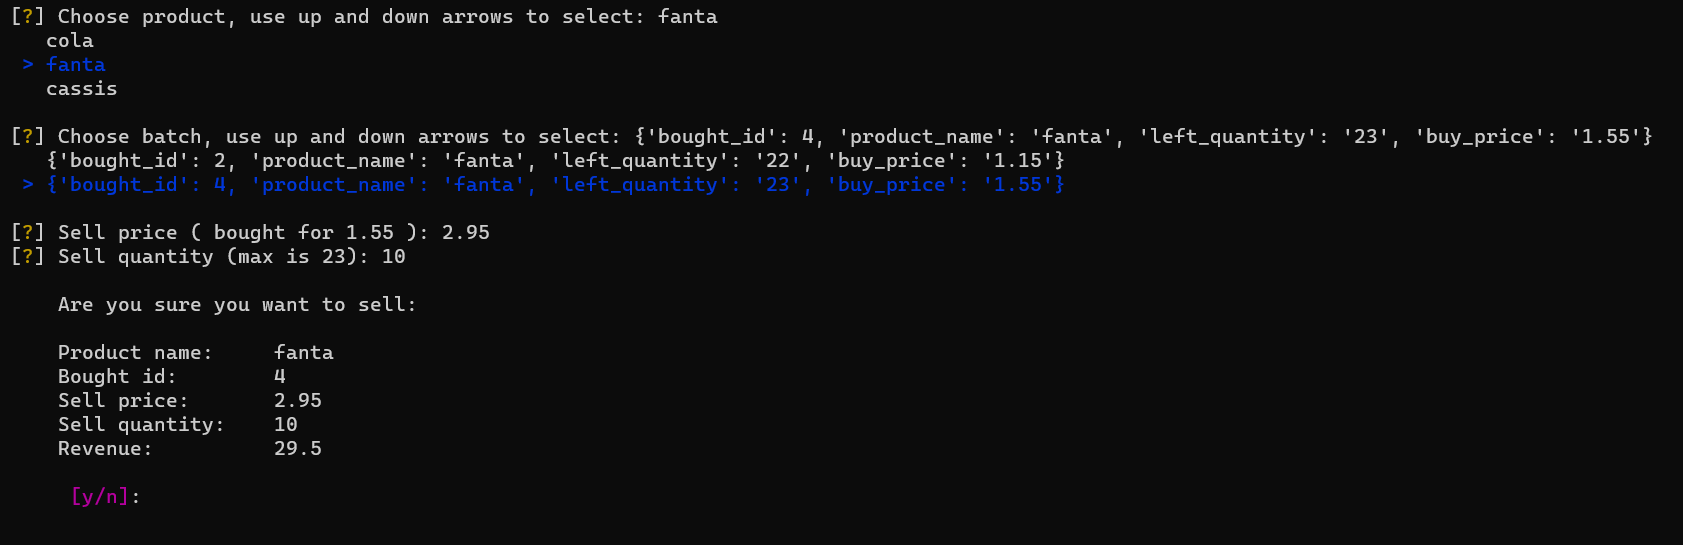 [?] Choose product, use up and down arrows to select: fanta
   cola
 > fanta
   cassis

[?] Choose batch, use up and down arrows to select: {'bought_id': 4, 'product_name': 'fanta', 'left_quantity': '23', 'buy_price': '1.55'}
   {'bought_id': 2, 'product_name': 'fanta', 'left_quantity': '22', 'buy_price': '1.15'}
 > {'bought_id': 4, 'product_name': 'fanta', 'left_quantity': '23', 'buy_price': '1.55'}

[?] Sell price ( bought for 1.55 ): 2.95
[?] Sell quantity (max is 23): 10

    Are you sure you want to sell:

    Product name:     fanta
    Bought id:        4
    Sell price:       2.95
    Sell quantity:    10
    Revenue:          29.5

     [y/n]: